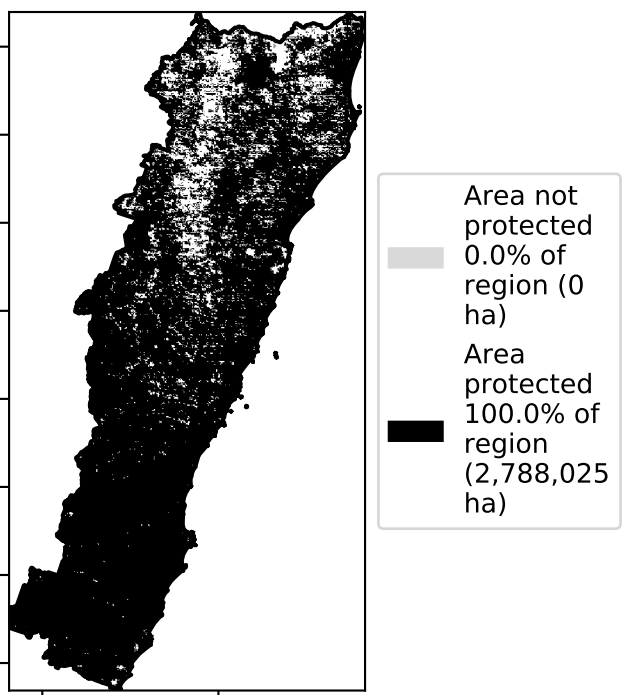 Area not
protected
0.0% of
region (0
ha)
Area
protected
100.0% of
region
(2,788,025
ha)